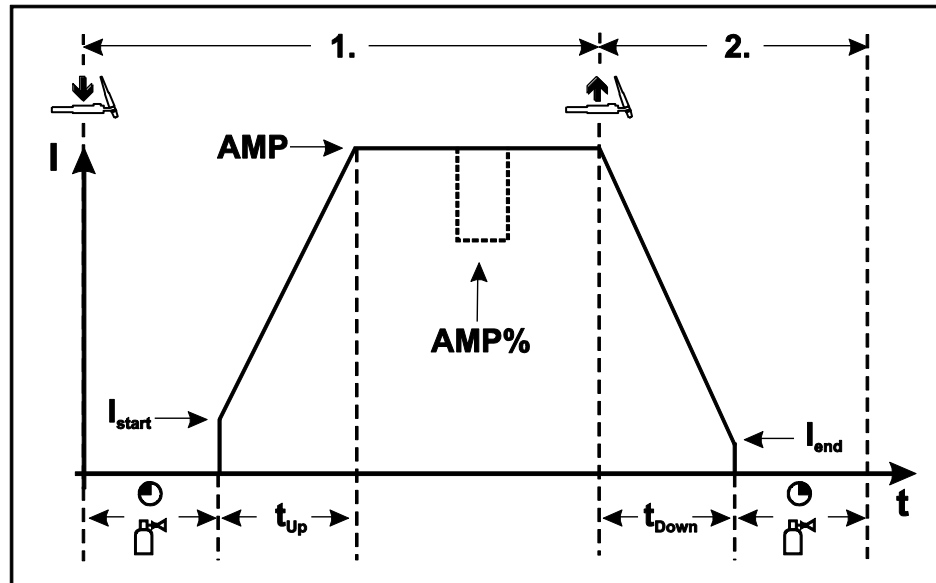 1.
2.
AMP
I
AMP%
Istart
Iend
t
tUp
tDown